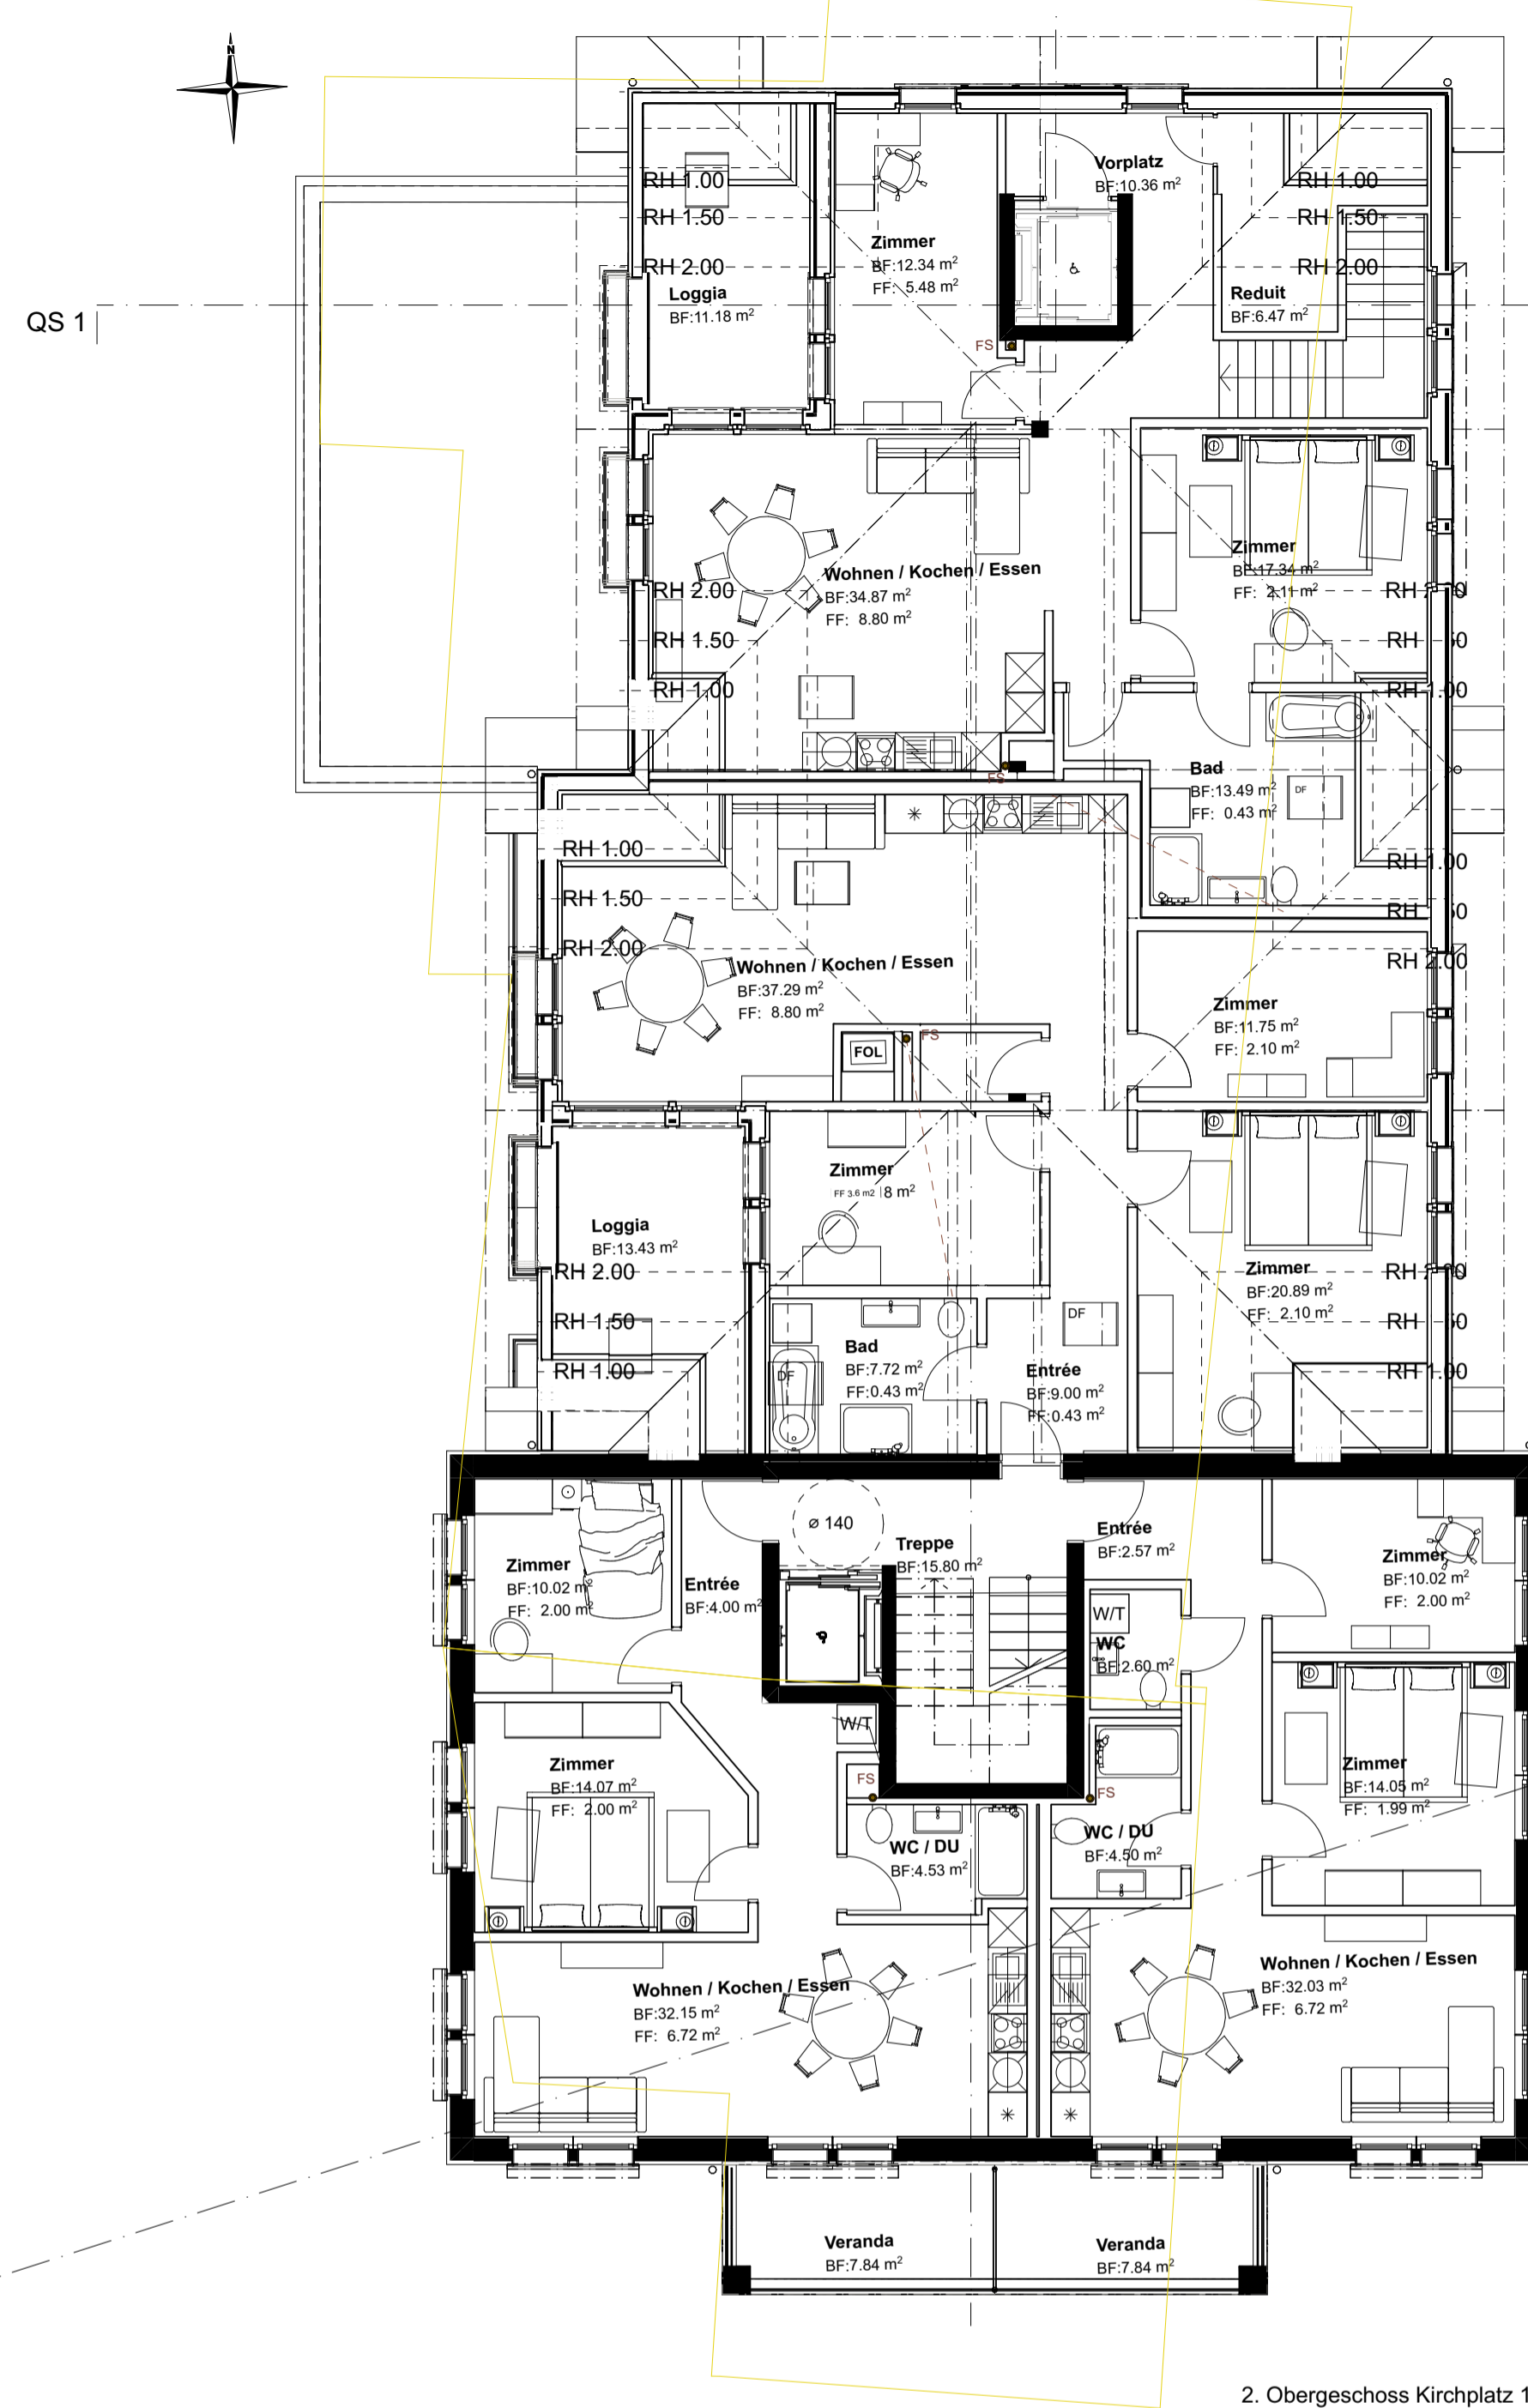 N
Vorplatz
BF:10.36 m²
RH 1.00
RH 1.00
RH 1.50
RH 1.50
Zimmer
BF:12.34 m²
FF: 5.48 m²
RH 2.00
RH 2.00
Loggia
BF:11.18 m²
Reduit
BF:6.47 m²
QS 1
FS
Zimmer
BF:17.34 m²
FF: 2.11 m²
Wohnen / Kochen / Essen
BF:34.87 m²
FF: 8.80 m²
RH 2.00
RH 1.50
RH 1.00
RH 1.00
FS
Bad
BF:13.49 m²
FF: 0.43 m²
DF
RH 1.00
RH 1.00
RH 1.50
RH 2.00
RH 2.00
Wohnen / Kochen / Essen
BF:37.29 m²
FF: 8.80 m²
Zimmer
BF:11.75 m²
FF: 2.10 m²
FS
FOL
Zimmer
FF 3.6 m2
8 m²
Loggia
BF:13.43 m²
RH 2.00
RH 1.50
RH 1.00
Zimmer
BF:20.89 m²
FF: 2.10 m²
RH 1.00
DF
Bad
BF:7.72 m²
FF:0.43 m²
DF
Entrée
BF:9.00 m²
FF:0.43 m²
ø 140
Treppe
BF:15.80 m²
Entrée
BF:2.57 m²
Zimmer
BF:10.02 m²
FF: 2.00 m²
Entrée
BF:4.00 m²
Zimmer
BF:10.02 m²
FF: 2.00 m²
W/T
WC
BF:2.60 m²
W/T
FS
FS
Zimmer
BF:14.07 m²
FF: 2.00 m²
Zimmer
BF:14.05 m²
FF: 1.99 m²
WC / DU
BF:4.53 m²
WC / DU
BF:4.50 m²
Wohnen / Kochen / Essen
BF:32.15 m²
FF: 6.72 m²
Wohnen / Kochen / Essen
BF:32.03 m²
FF: 6.72 m²
Veranda
BF:7.84 m²
Veranda
BF:7.84 m²
2. Obergeschoss Kirchplatz 1